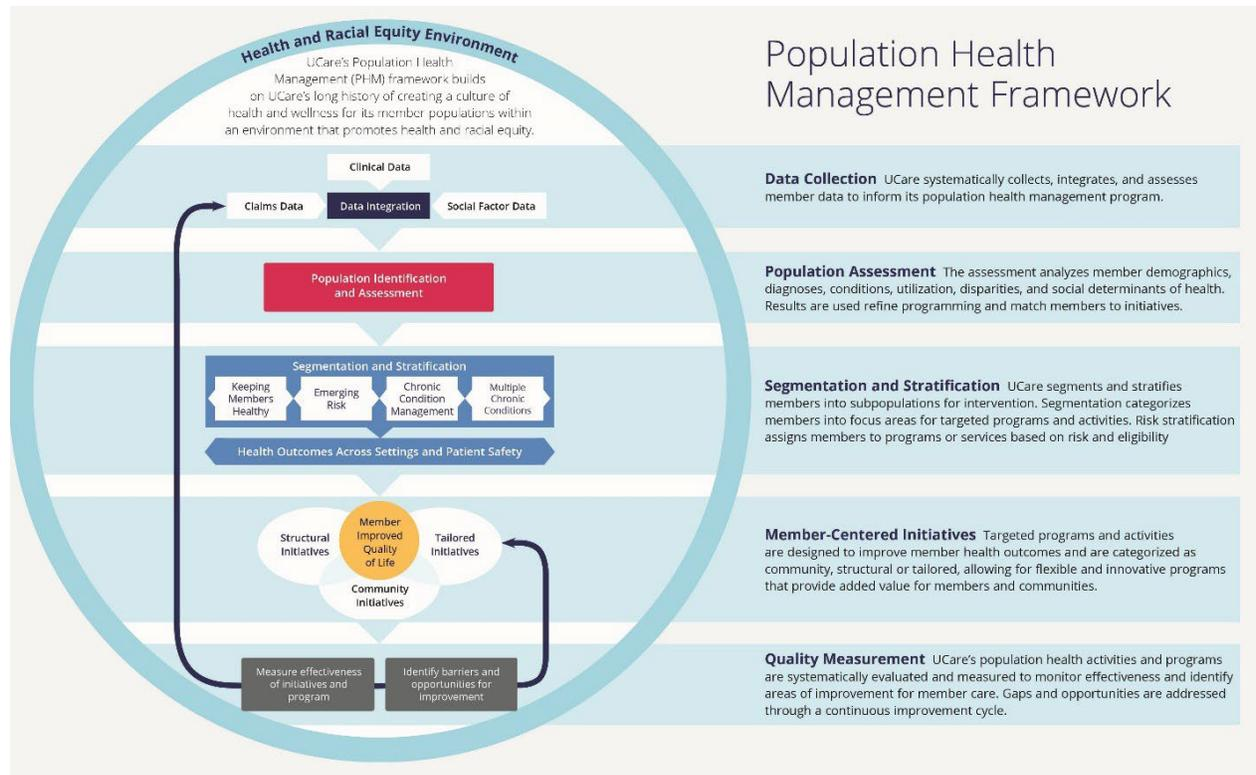 Health and Racial Equity Environment
UCare's Population Health
Management (PHM) framework builds
on UCare's long history of creating a culture of
health and wellness for its member populations within
an environment that promotes health and racial equity.
Population Health
Management Framework
Clinical Data
Claims Data
Data Integration
Social Factor Data
Data Collection UCare systematically collects, integrates, and assesses
member data to inform its population health management program.
Population Identification
and Assessment
Population Assessment The assessment analyzes member demographics,
diagnoses, conditions, utilization, disparities, and social determinants of health.
Results are used refine programming and match members to initiatives.
Segmentation and Stratification
Keeping
Members
Healthy
Emerging
Risk
Chronic
Condition
Management
Multiple
Chronic
Conditions
Health Outcomes Across Settings and Patient Safety
Segmentation and Stratification UCare segments and stratifies
members into subpopulations for intervention. Segmentation categorizes
members into focus areas for targeted programs and activities. Risk stratification
assigns members to programs or services based on risk and eligibility
Structural
Initiatives
Member
Improved
Quality
of Life
Tailored
Initiatives
Community
Initiatives
Member-Centered Initiatives Targeted programs and activities
are designed to improve member health outcomes and are categorized as
community, structural or tailored, allowing for flexible and innovative programs
that provide added value for members and communities.
Measure effectiveness
of initiatives and
program
Identify barriers and
opportunities for
improvement
Quality Measurement UCare's population health activities and programs
are systematically evaluated and measured to monitor effectiveness and identify
areas of improvement for member care. Gaps and opportunities are addressed
through a continuous improvement cycle.